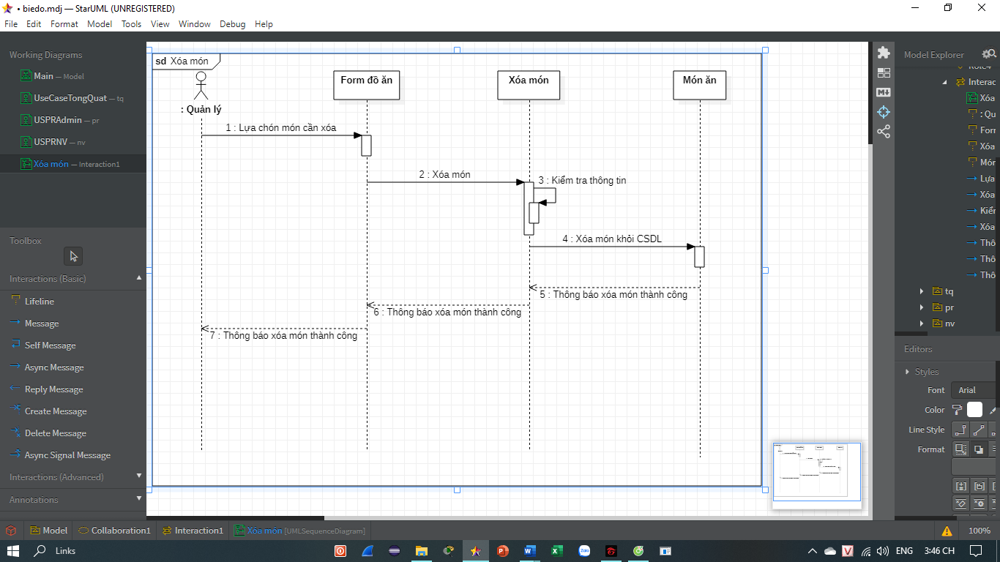 • biedo.mdj — StarUML (UNREGISTERED)
File Edit Format Model Tools View Window Debug Help
Working Diagrams
Main — Model
UseCaseTongQuat — tq
USPRAdmin — pr
USPRNV — nv
Xóa món — Interaction1
Toolbox
Interactions (Basic)
Lifeline
Message
Self Message
Async Message
Reply Message
Create Message
Delete Message
Async Signal Message
Interactions (Advanced)
Annotations
sd Xóa món
: Quản lý
Form đồ ăn
Xóa món
Món ăn
1 : Lựa chón món cần xóa
2 : Xóa món
3 : Kiểm tra thông tin
4 : Xóa món khỏi CSDL
5 : Thông báo xóa món thành công
6 : Thông báo xóa món thành công
7 : Thông báo xóa món thành công
Model Explorer
Role4
Interac
Xóa
: Qu
Forr
Xóa
Mór
Lựa
Xóa
Kiểr
Xóa
Thô
Thô
Thô
tq
pr
nv
Editors
Styles
Font Arial
Color
Line Style
Format
Model Collaboration1 Interaction1 Xóa món [UMLSequenceDiagram]
100%
Links
ENG 3:46 CH